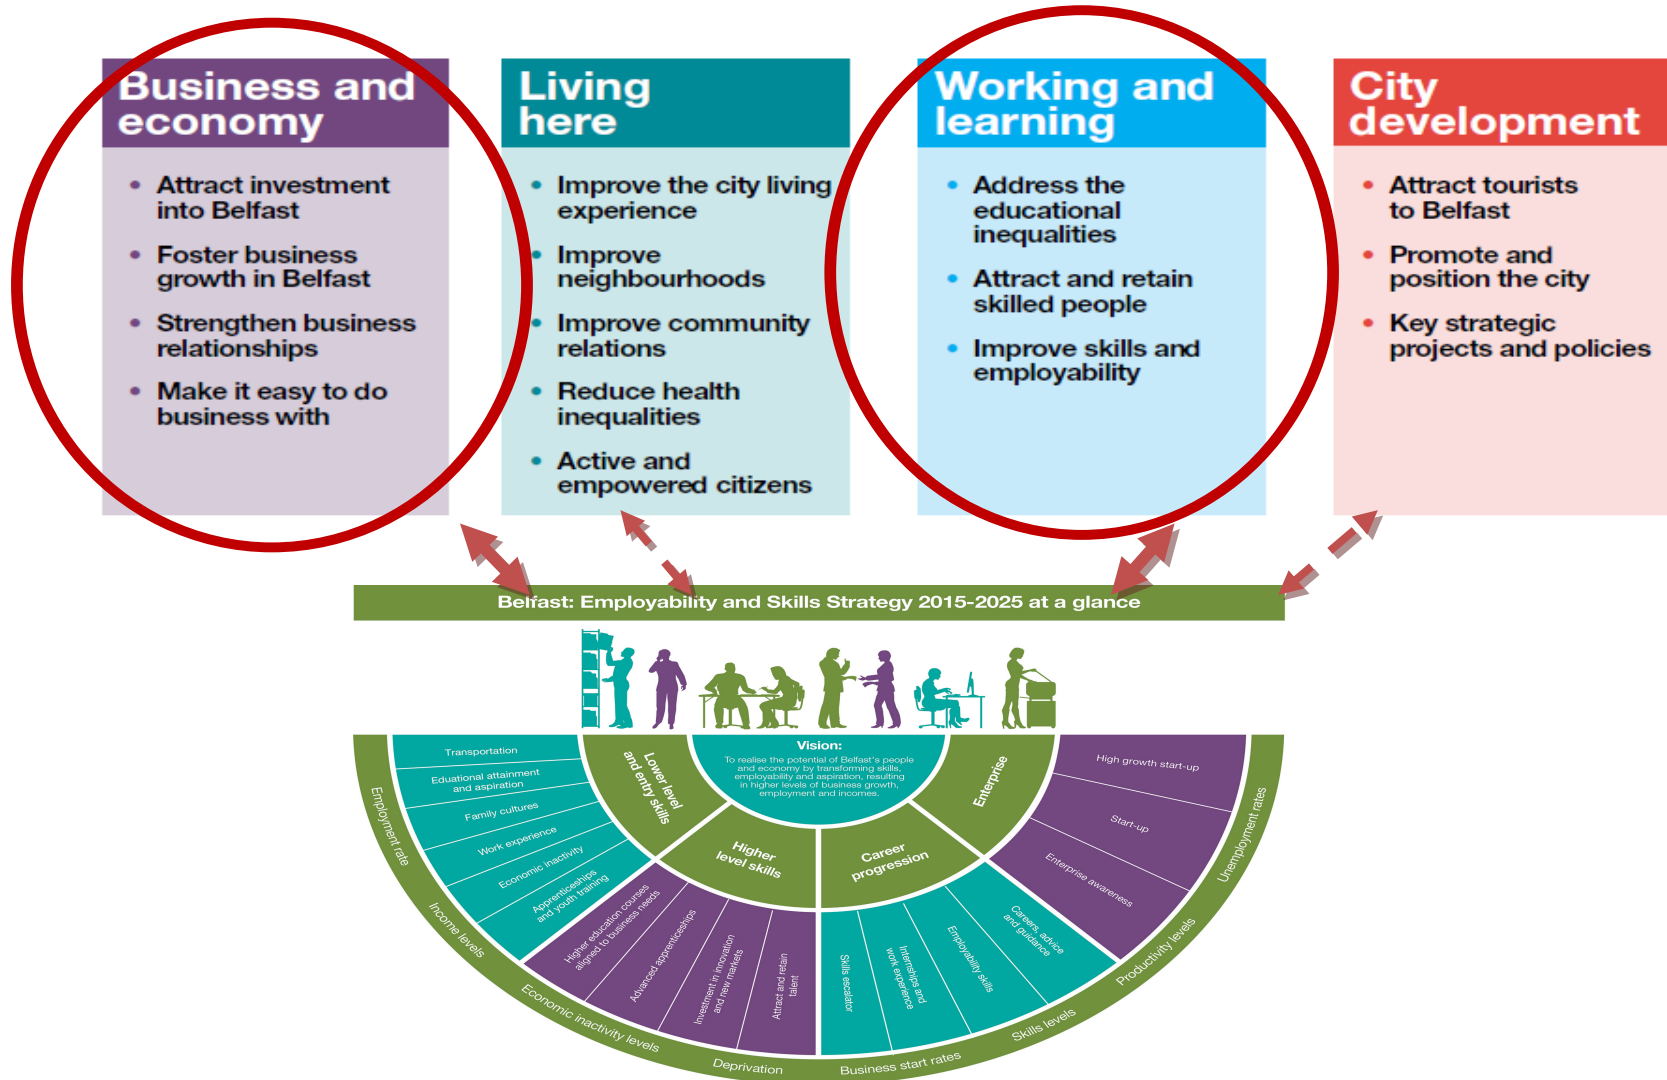 Business and
economy
• Attract investment
into Belfast
• Foster business
growth in Belfast
• Strengthen business
relationships
• Make it easy to do
business with
Living
here
• Improve the city living
experience
• Improve
neighbourhoods
• Improve community
relations
• Reduce health
inequalities
• Active and
empowered citizens
Working and
learning
• Address the
educational
inequalities
• Attract and retain
skilled people
• Improve skills and
employability
City
development
• Attract tourists
to Belfast
• Promote and
position the city
• Key strategic
projects and policies
Belfast: Employability and Skills Strategy 2015-2025 at a glance
Vision:
To realise the potential of Belfast's people
and economy by transforming skills,
employability and aspiration, resulting
in higher levels of business growth,
employment and incomes.
Lower level
and entry skills
Higher
level skills
Career
progression
Enterprise
Transportation
Eduational attainment
and aspiration
Family cultures
Work experience
Economic inactivity
Apprenticeships
and youth training
Higher education courses
aligned to business needs
Advanced apprenticeships
Investment in innovation
and new markets
Attract and retain
talent
Skills escalator
Internships and
work experience
Employability skills
Careers, advice
and guidance
Enterprise awareness
Start-up
High growth start-up
Employment rate
Income levels
Economic inactivity levels
Deprivation
Business start rates
Skills levels
Productivity levels
Unemployment rates